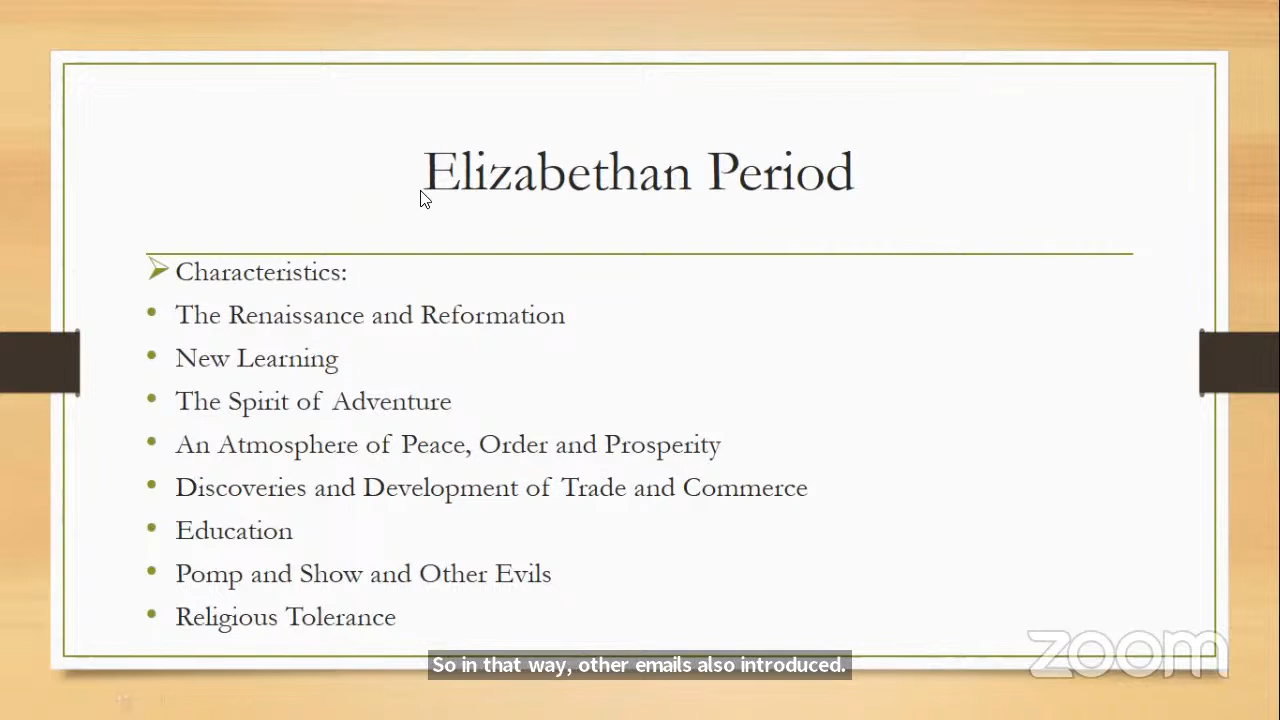 Elizabethan Period
Characteristics:
The Renaissance and Reformation
New Learning
The Spirit of Adventure
An Atmosphere of Peace, Order and Prosperity
Discoveries and Development of Trade and Commerce
Education
Pomp and Show and Other Evils
Religious Tolerance
So in that way, other emails also introduced.
zoom